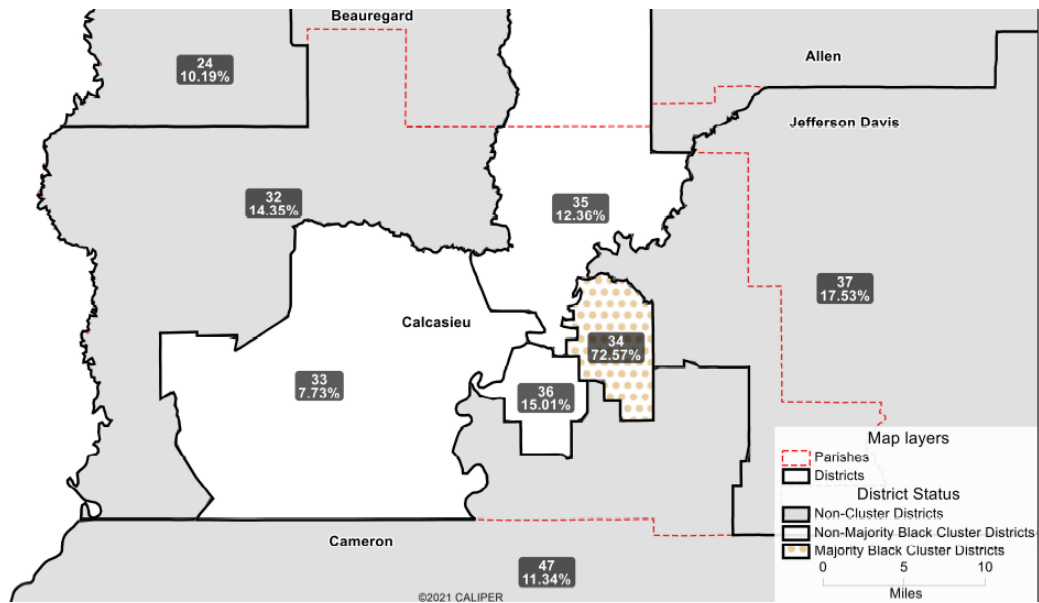 Beauregard
24
10.19%
Allen
Jefferson Davis
32
14.35%
35
12.36%
37
17.53%
Calcasieu
34
72.57%
33
7.73%
36
15.01%
Map layers
Parishes
Districts
District Status
Non-Cluster Districts
Non-Majority Black Cluster Districts
Majority Black Cluster Districts
0 5 10
Miles
Cameron
47
11.34%
©2021 CALIPER